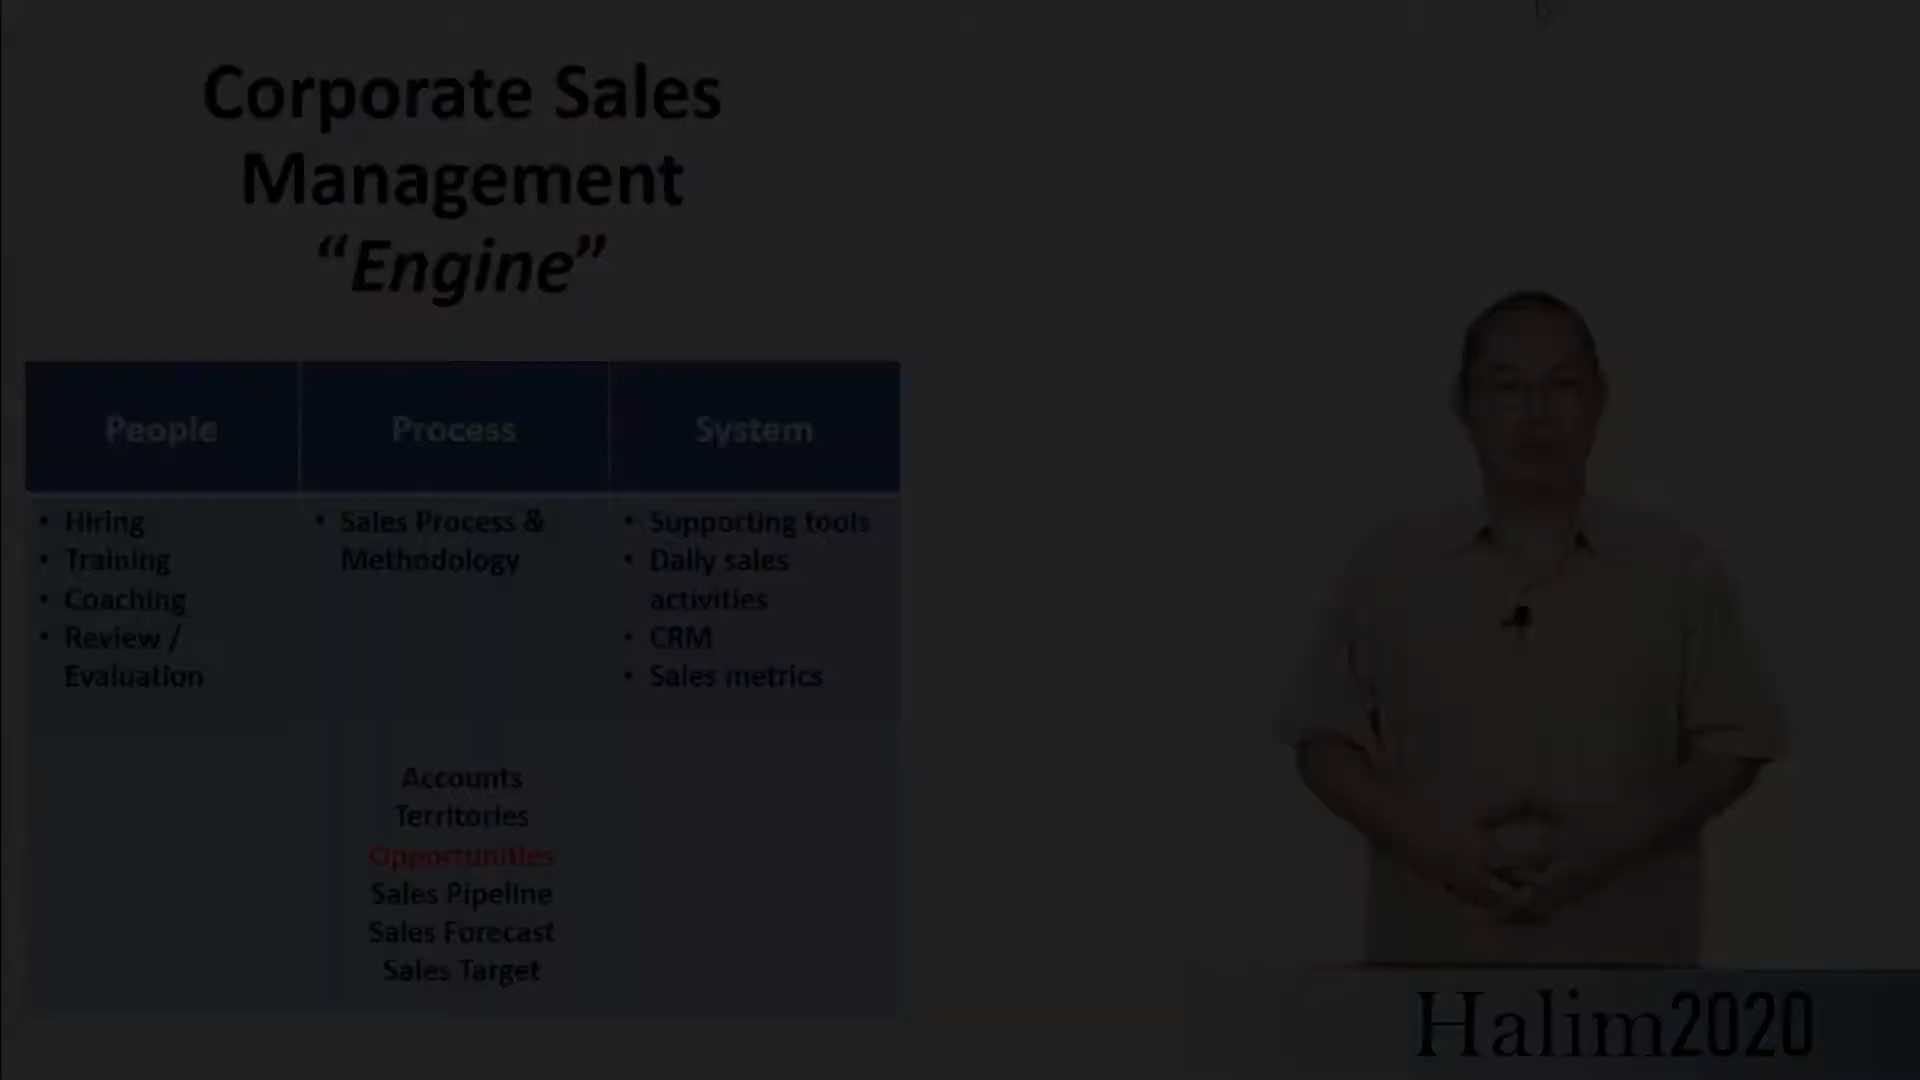 Corporate Sales
Management
“Engine”
People
Process
System
• Hiring
• Training
• Coaching
• Review /
Evaluation
• Sales Process &
Methodology
• Supporting tools
• Daily sales
activities
• CRM
• Sales metrics
Accounts
Territories
Opportunities
Sales Pipeline
Sales Forecast
Sales Target
Halim2020